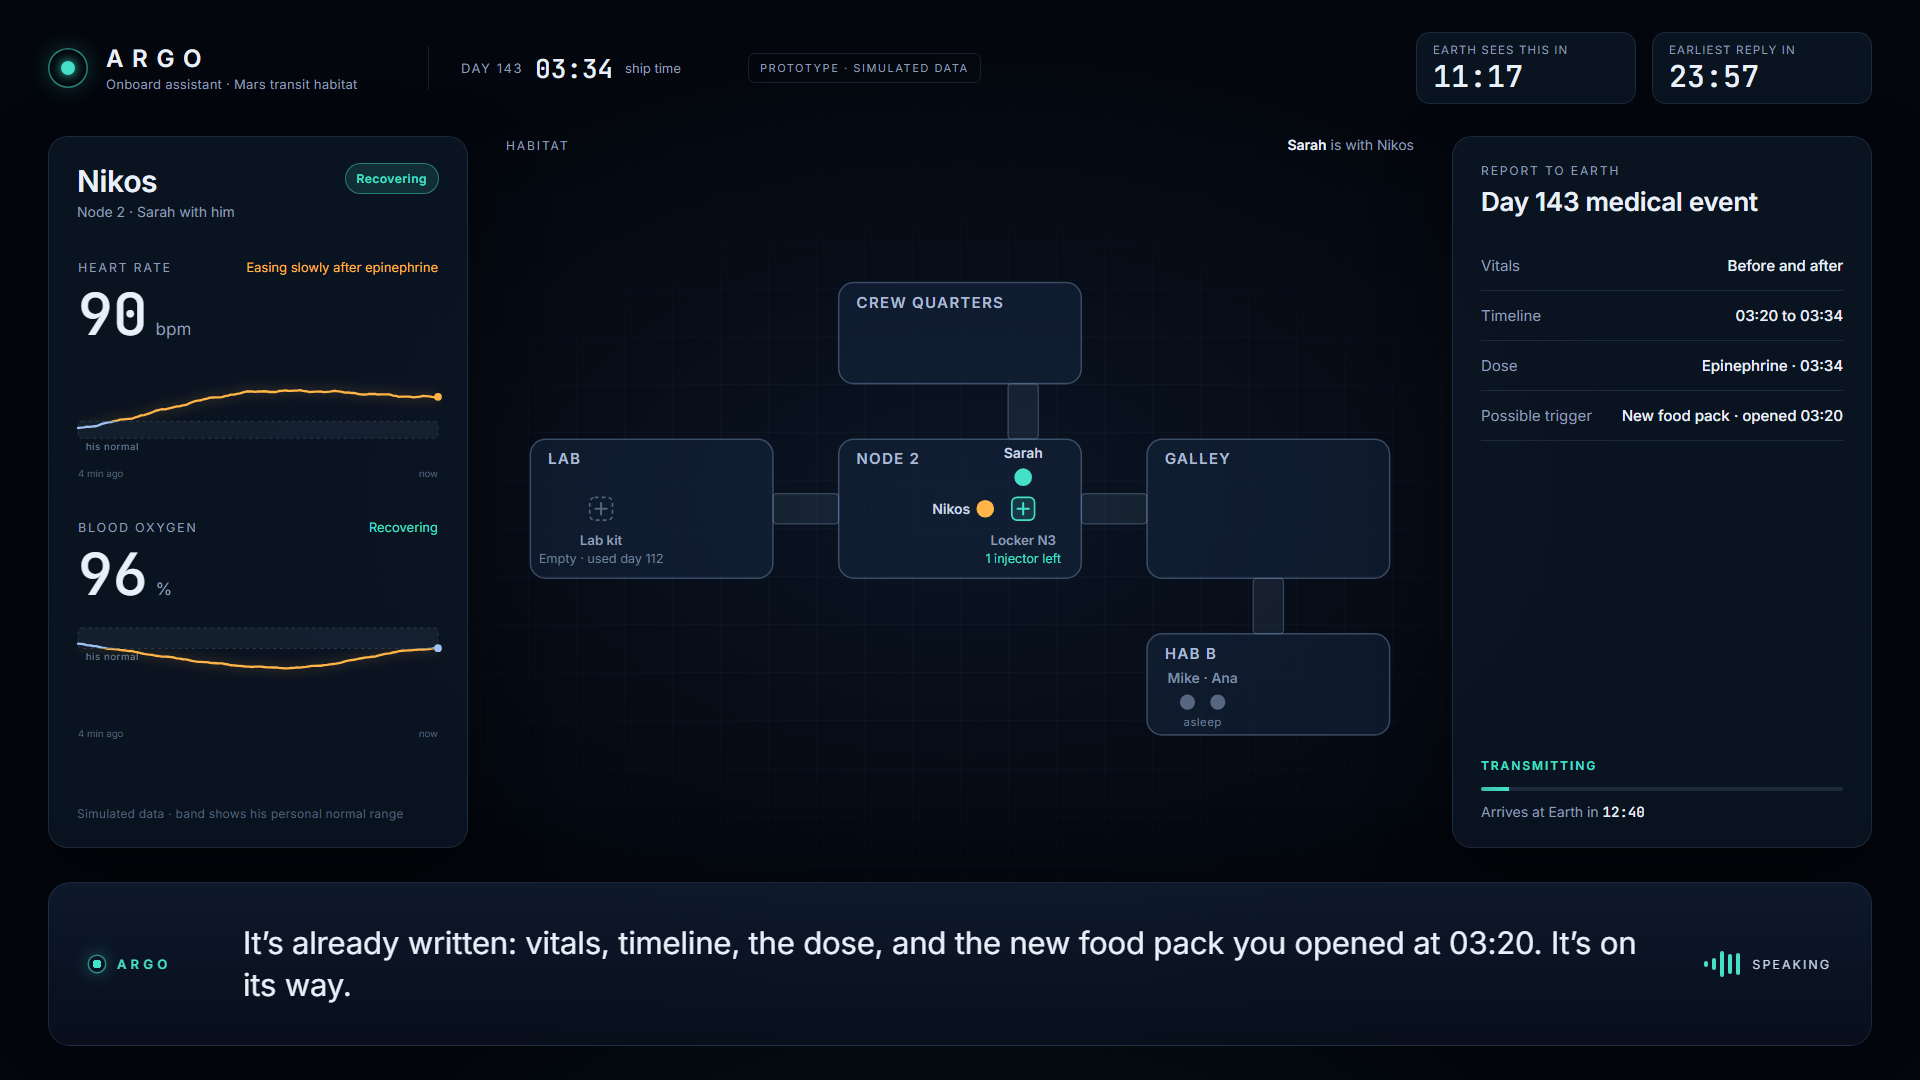 ARGO
Onboard assistant · Mars transit habitat
DAY 143 03:34 ship time
PROTOTYPE · SIMULATED DATA
EARTH SEES THIS IN
11:17
EARLIEST REPLY IN
23:57
Nikos
Recovering
Node 2 · Sarah with him
HEART RATE
Easing slowly after epinephrine
90 bpm
his normal
4 min ago
now
BLOOD OXYGEN
Recovering
96 %
his normal
4 min ago
now
Simulated data · band shows his personal normal range
HABITAT
Sarah is with Nikos
CREW QUARTERS
LAB
Lab kit
Empty · used day 112
NODE 2
Sarah
Nikos
Locker N3
1 injector left
GALLEY
HAB B
Mike · Ana
asleep
REPORT TO EARTH
Day 143 medical event
Vitals
Before and after
Timeline
03:20 to 03:34
Dose
Epinephrine · 03:34
Possible trigger
New food pack · opened 03:20
TRANSMITTING
Arrives at Earth in 12:40
ARGO
It’s already written: vitals, timeline, the dose, and the new food pack you opened at 03:20. It’s on
its way.
SPEAKING